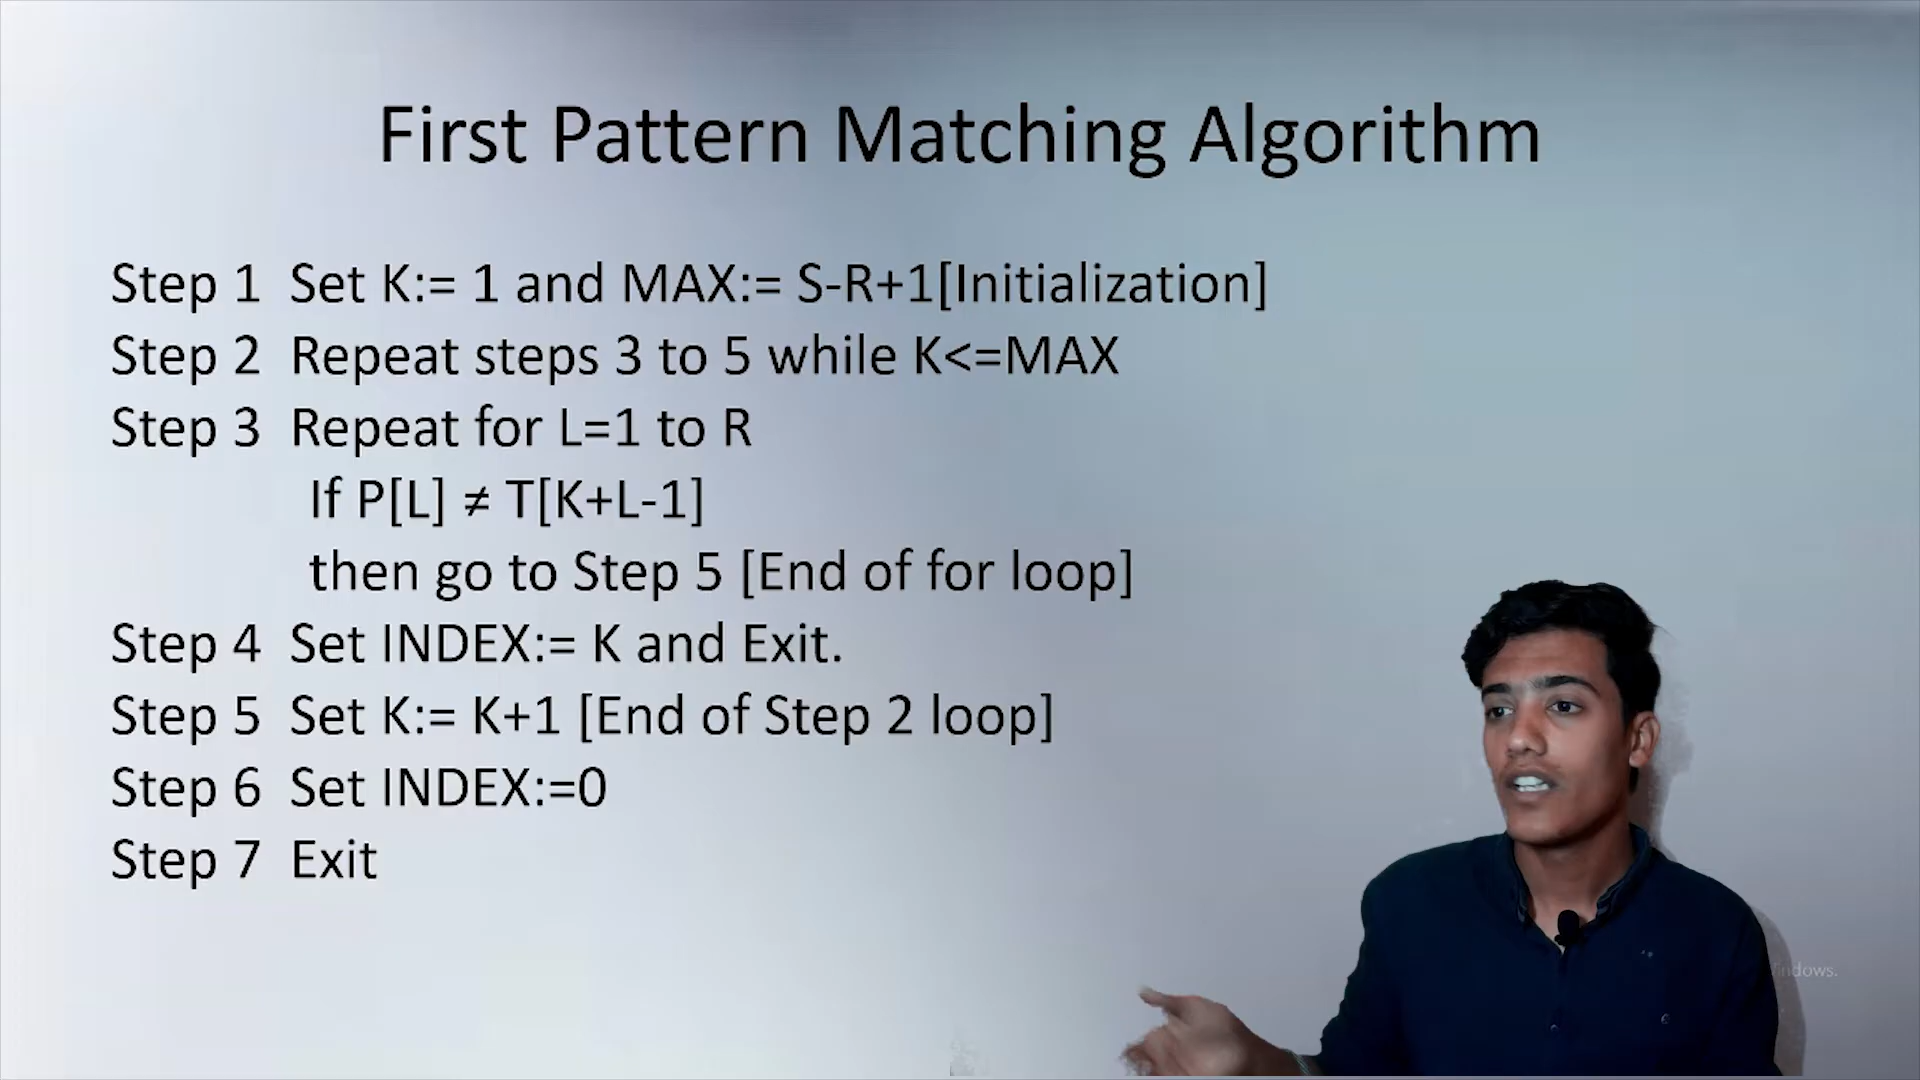 First Pattern Matching Algorithm
Step 1 Set K:= 1 and MAX:= S-R+1[Initialization]
Step 2 Repeat steps 3 to 5 while K<=MAX
Step 3 Repeat for L=1 to R
If P[L] ≠ T[K+L-1]
then go to Step 5 [End of for loop]
Step 4 Set INDEX:= K and Exit.
Step 5 Set K:= K+1 [End of Step 2 loop]
Step 6 Set INDEX:=0
Step 7 Exit